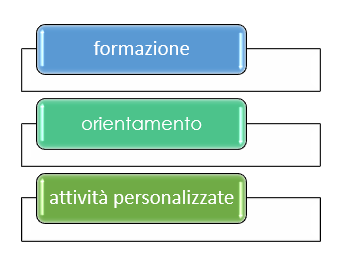 formazione
orientamento
attività personalizzate